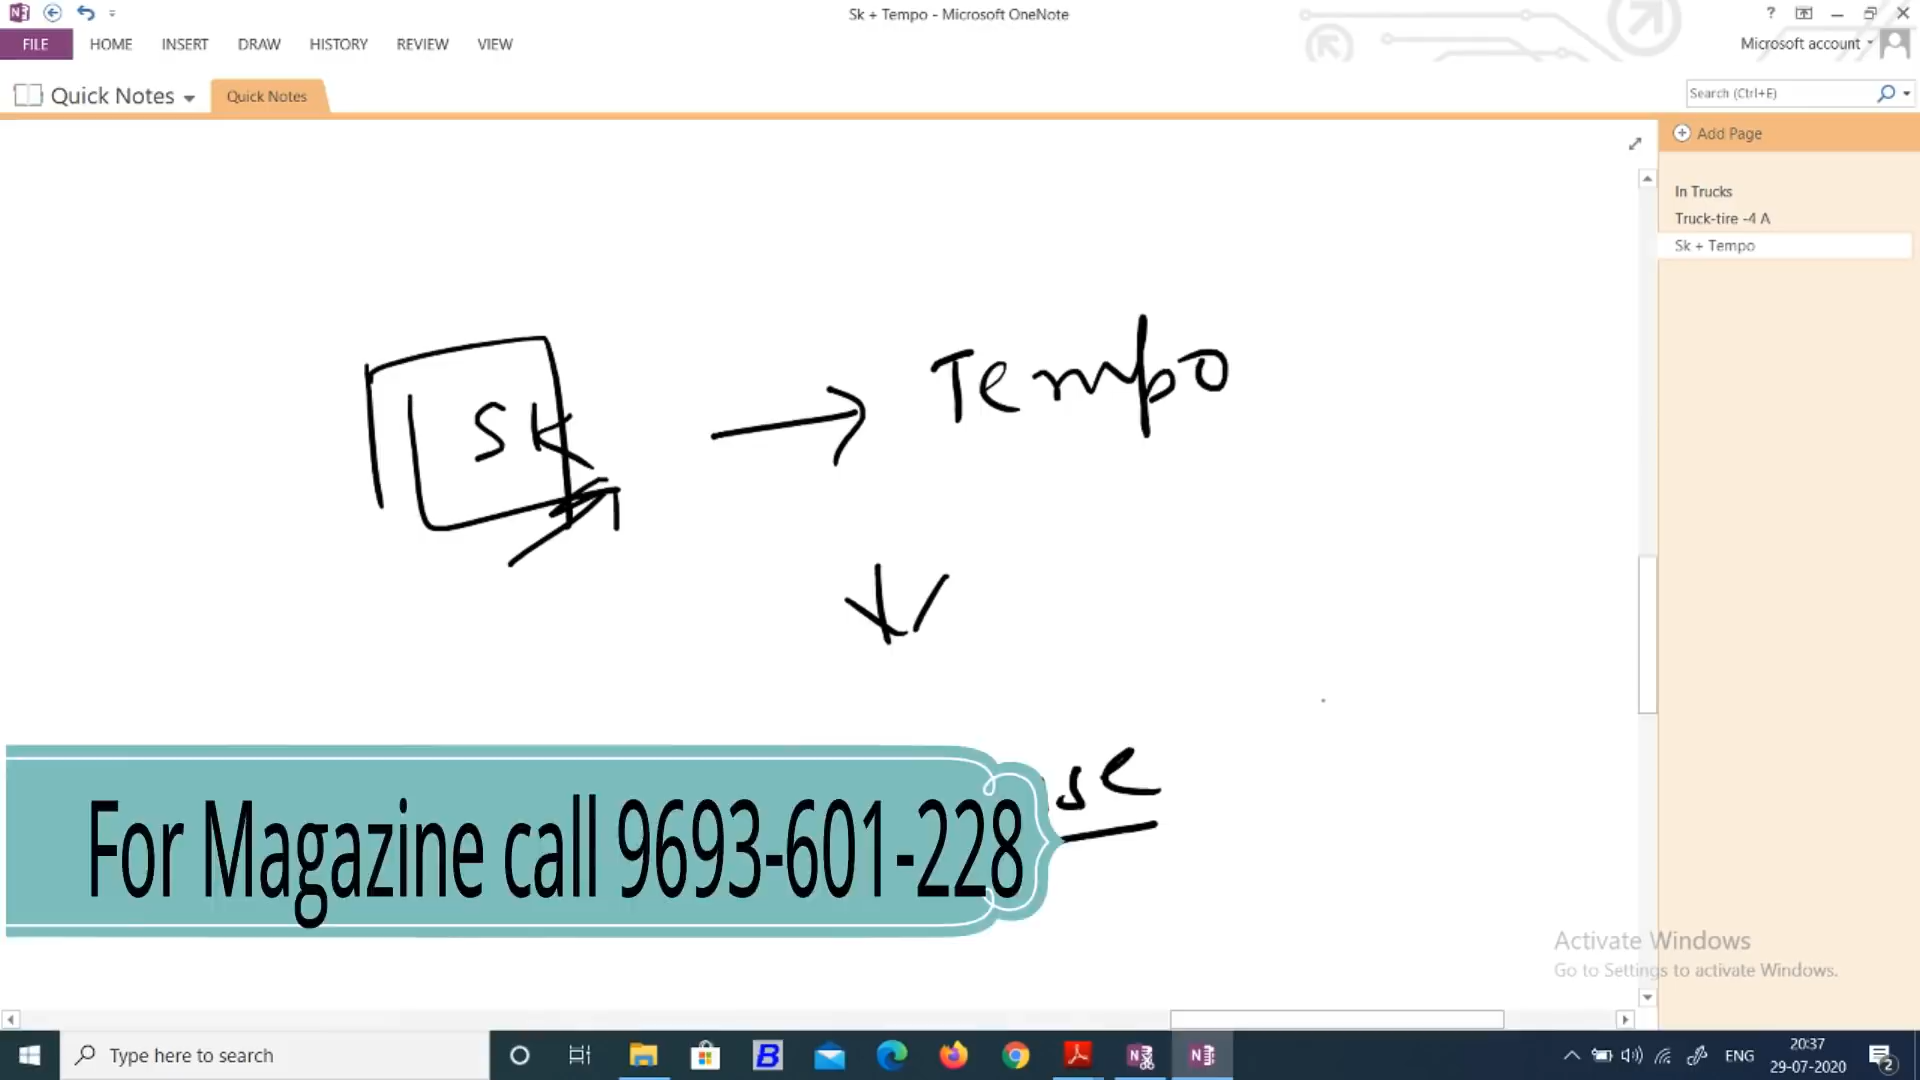 Sk + Tempo - Microsoft OneNote
?
FILE HOME INSERT DRAW HISTORY REVIEW VIEW
Microsoft account
Quick Notes
Quick Notes
Search (Ctrl+E)
Add Page
In Trucks
Truck-tire -4 A
Sk + Tempo
SK
Tempo
se
For Magazine call 9693-601-228
Activate Windows
Go to Settings to activate Windows.
Type here to search
B
ENG
20:37
29-07-2020
2